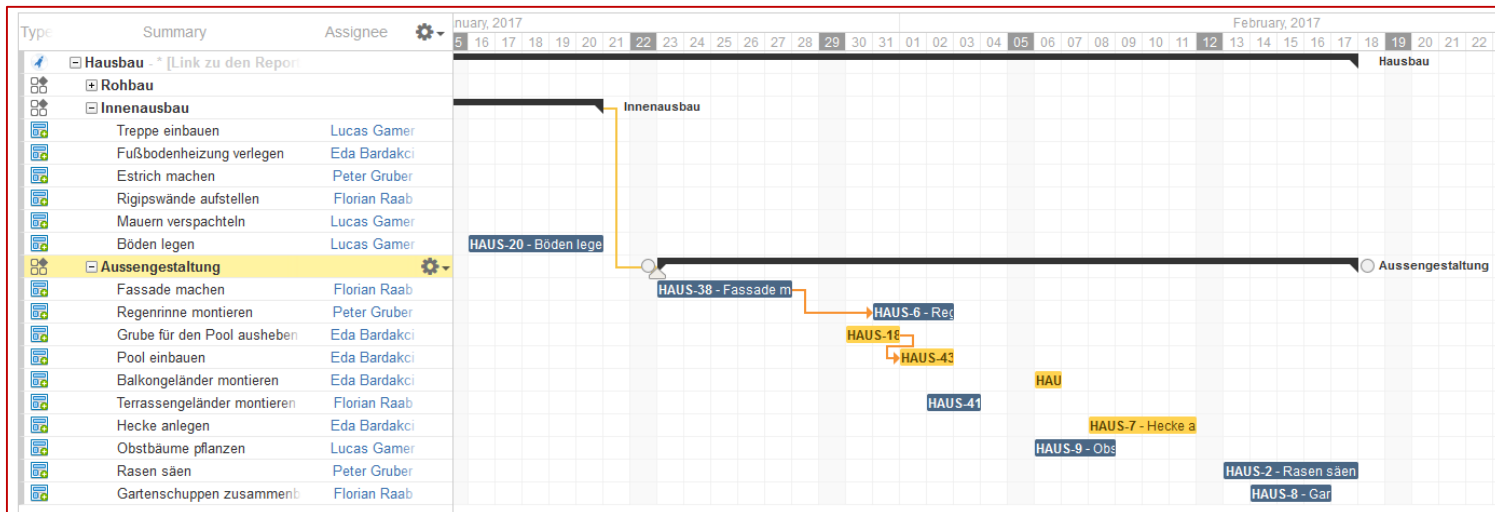 Type Summary Assignee nuary, 2017 February, 2017
5 16 17 18 19 20 21 22 23 24 25 26 27 28 29 30 31 01 02 03 04 05 06 07 08 09 10 11 12 13 14 15 16 17 18 19 20 21 22
Hausbau - * [Link zu den Report Hausbau
Rohbau
Innenausbau Innenausbau
Treppe einbauen Lucas Gamer
Fußbodenheizung verlegen Eda Bardakci
Estrich machen Peter Gruber
Rigipswände aufstellen Florian Raab
Mauern verspachteln Lucas Gamer
Böden legen Lucas Gamer HAUS-20 - Böden lege
Aussengestaltung Aussengestaltung
Fassade machen Florian Raab HAUS-38 - Fassade m
Regenrinne montieren Peter Gruber HAUS-6 - Reg
Grube für den Pool ausheben Eda Bardakci HAUS-18
Pool einbauen Eda Bardakci HAUS-43
Balkongeländer montieren Eda Bardakci HAU
Terrassengeländer montieren Florian Raab HAUS-41
Hecke anlegen Eda Bardakci HAUS-7 - Hecke a
Obstbäume pflanzen Lucas Gamer HAUS-9 - Obs
Rasen säen Peter Gruber HAUS-2 - Rasen säen
Gartenschuppen zusammenb Florian Raab HAUS-8 - Gar